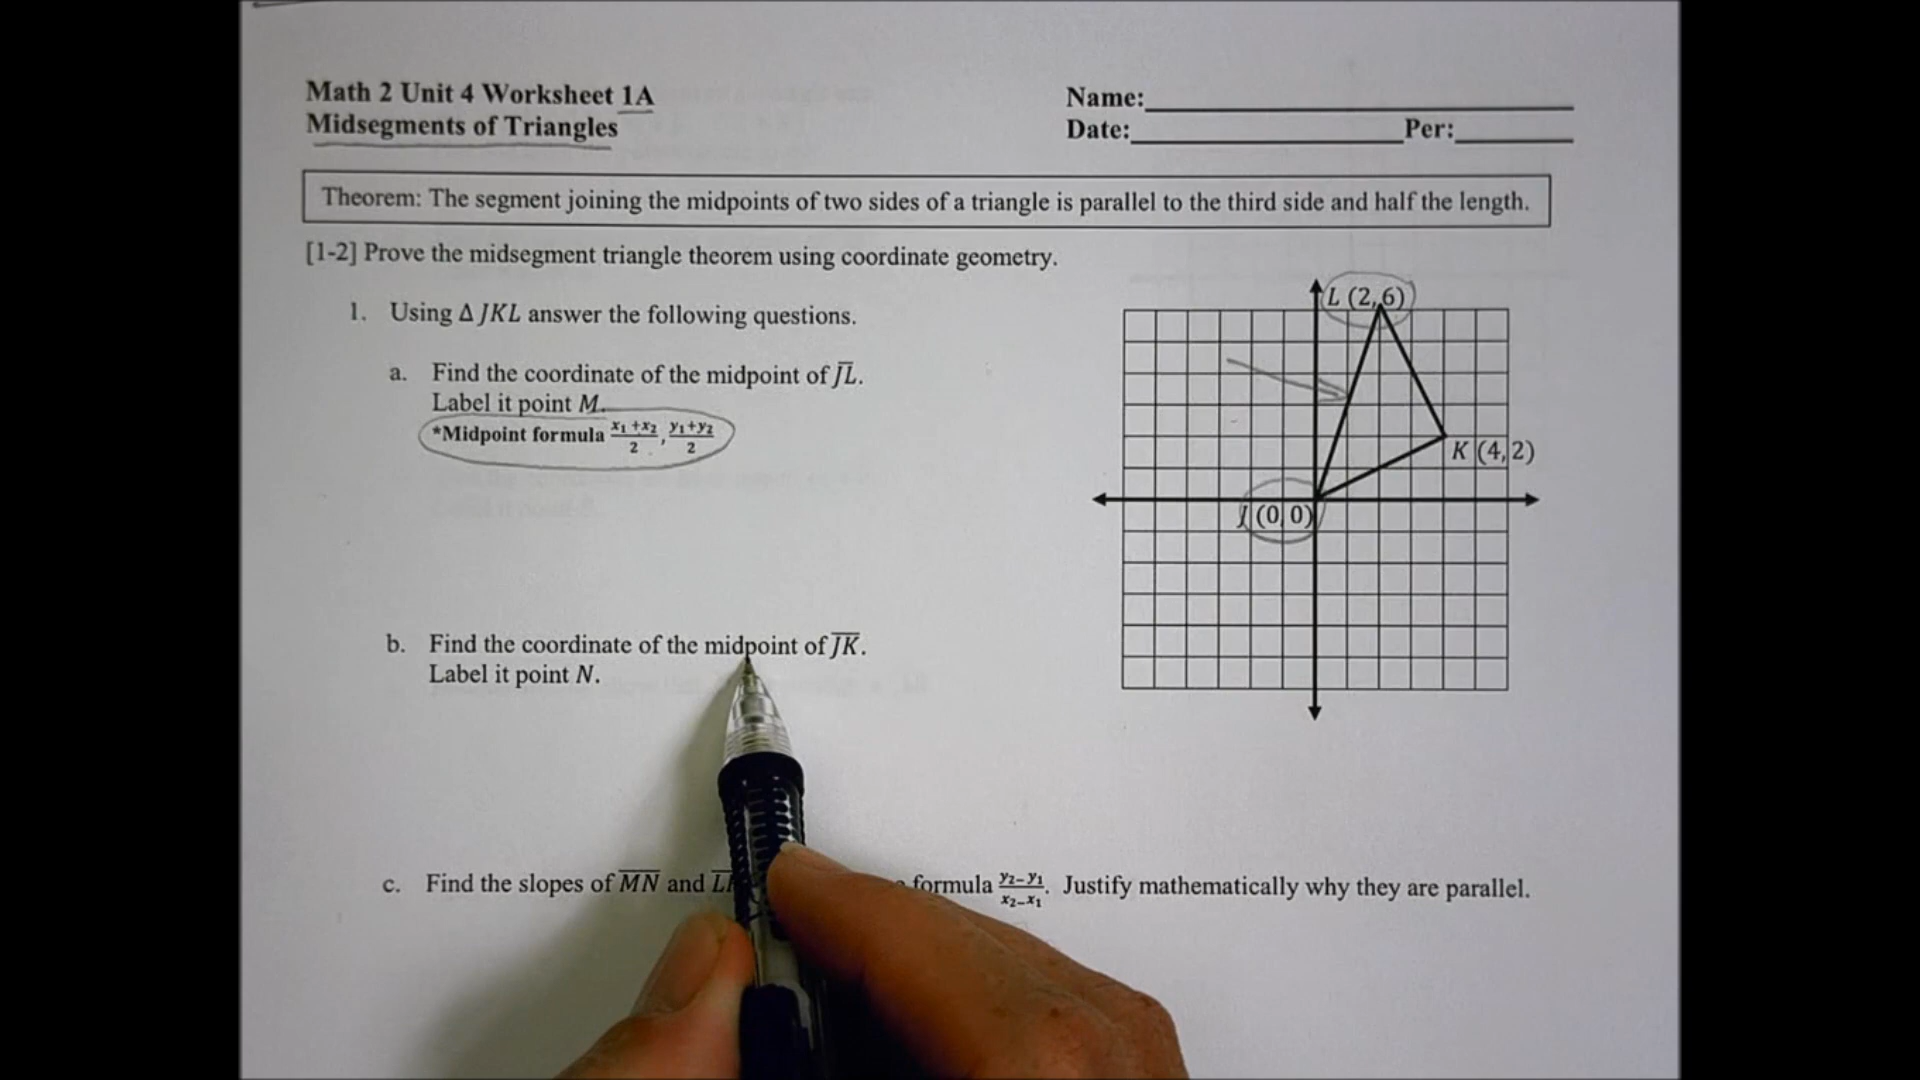 Math 2 Unit 4 Worksheet 1A
Midsegments of Triangles
Name:
Date: Per:
Theorem: The segment joining the midpoints of two sides of a triangle is parallel to the third side and half the length.
[1-2] Prove the midsegment triangle theorem using coordinate geometry.
1. Using Δ JKL answer the following questions.
a. Find the coordinate of the midpoint of J̅L̅.
Label it point M.
*Midpoint formula x₁+x₂/2, y₁+y₂/2
L (2,6)
K (4,2)
J (0,0)
b. Find the coordinate of the midpoint of J̅K̅.
Label it point N.
c. Find the slopes of M̅N̅ and formula y₂−y₁/x₂−x₁. Justify mathematically why they are parallel.